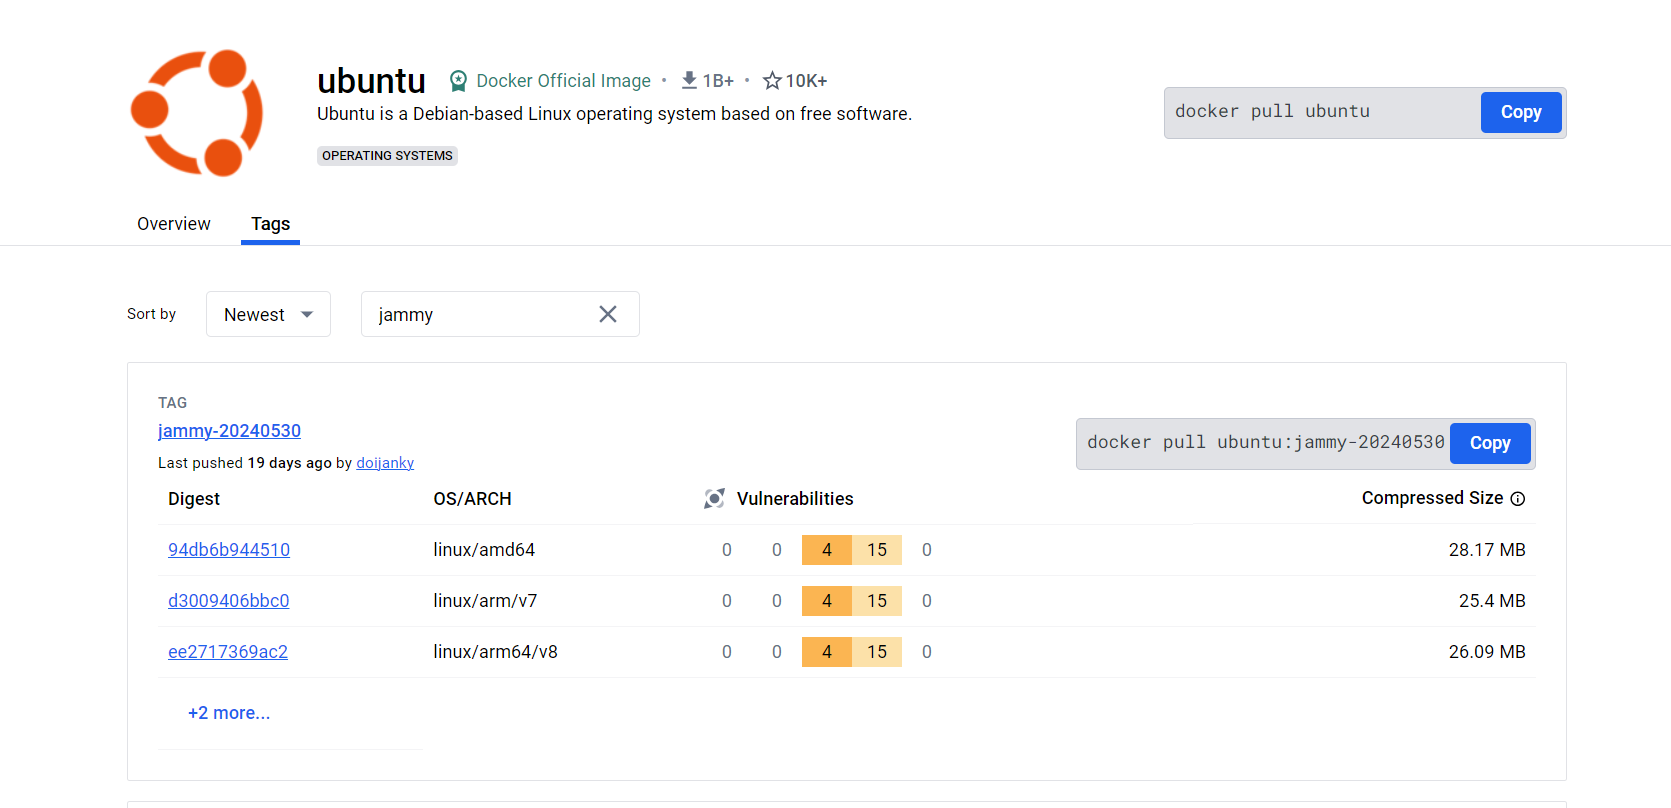 ubuntu Docker Official Image • 1B+ • 10K+
Ubuntu is a Debian-based Linux operating system based on free software.
OPERATING SYSTEMS
docker pull ubuntu Copy
Overview Tags
Sort by Newest jammy
TAG
jammy-20240530
Last pushed 19 days ago by doijanky
docker pull ubuntu:jammy-20240530 Copy
Digest OS/ARCH Vulnerabilities Compressed Size
94db6b944510 linux/amd64 0 0 4 15 0 28.17 MB
d3009406bbc0 linux/arm/v7 0 0 4 15 0 25.4 MB
ee2717369ac2 linux/arm64/v8 0 0 4 15 0 26.09 MB
+2 more...